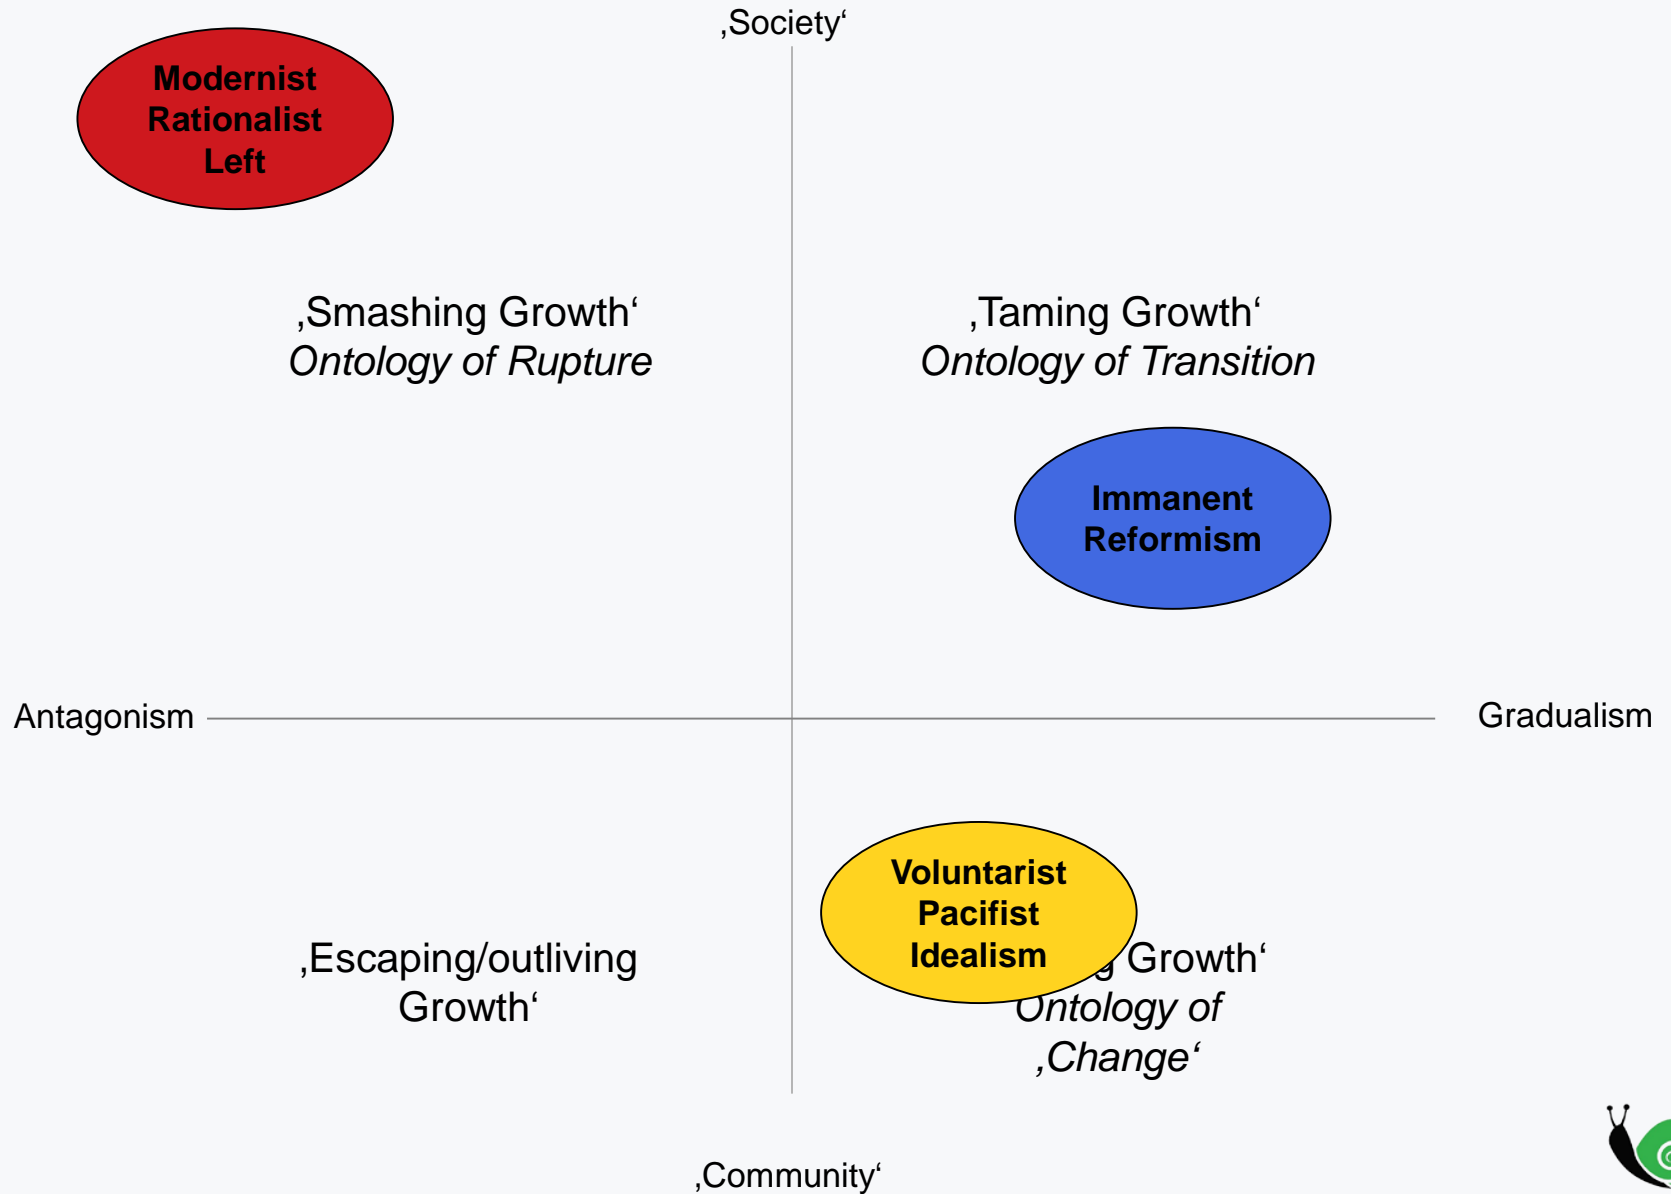 ‚Society‘
Modernist
Rationalist
Left
‚Smashing Growth‘
Ontology of Rupture
‚Taming Growth‘
Ontology of Transition
Immanent
Reformism
Antagonism
Gradualism
Voluntarist
Pacifist
Idealism
‚Escaping/outliving
Growth‘
Growth‘
Ontology of
‚Change‘
‚Community‘